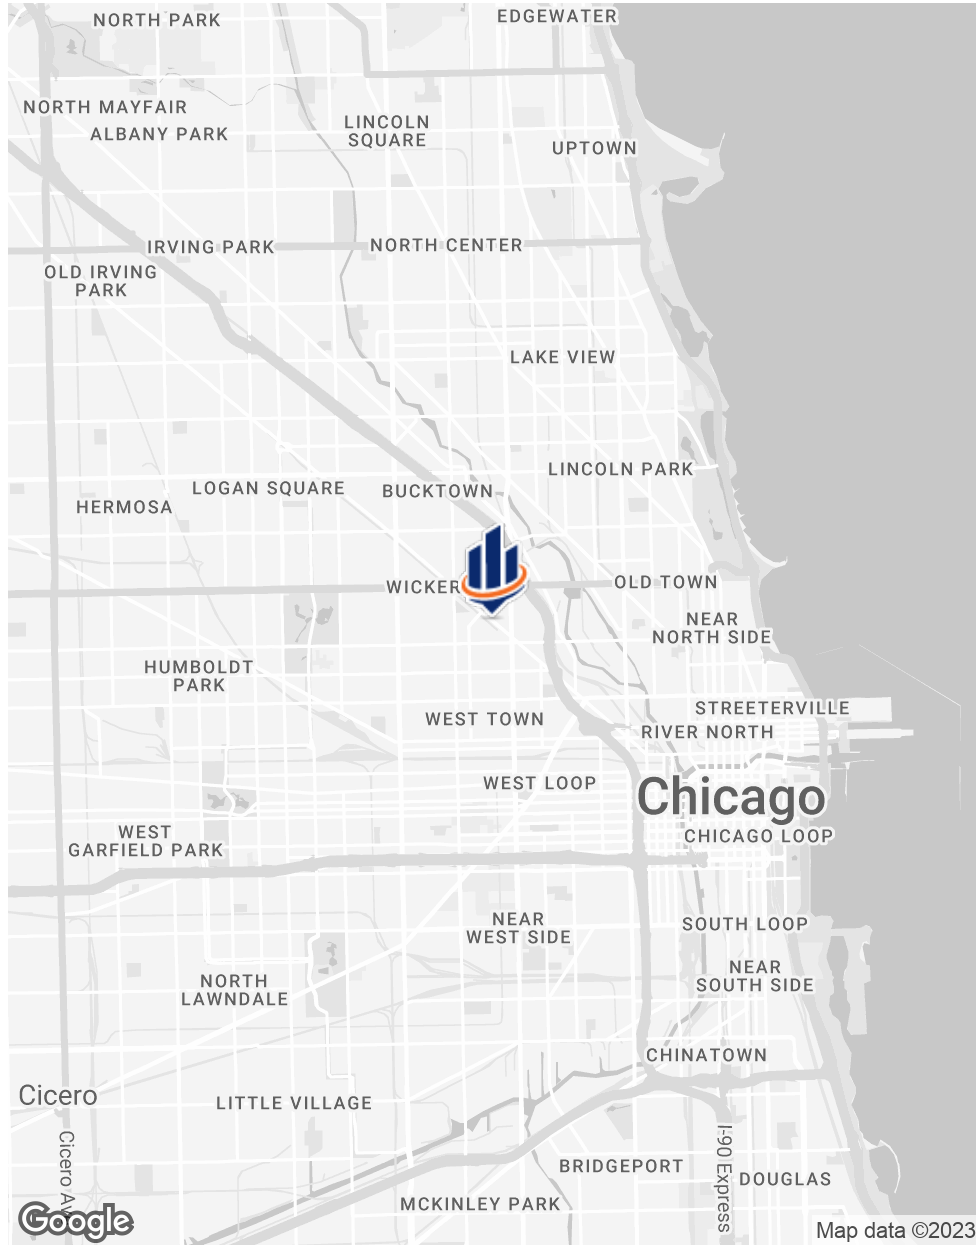 EDGEWATER
NORTH PARK
NORTH MAYFAIR
LINCOLN
SQUARE
ALBANY PARK
UPTOWN
IRVING PARK
NORTH CENTER
OLD IRVING
PARK
LAKE VIEW
LINCOLN PARK
LOGAN SQUARE
BUCKTOWN
HERMOSA
WICKER
OLD TOWN
NEAR
NORTH SIDE
HUMBOLDT
PARK
STREETERVILLE
WEST TOWN
RIVER NORTH
WEST LOOP
Chicago
WEST
GARFIELD PARK
CHICAGO LOOP
NEAR
WEST SIDE
SOUTH LOOP
NEAR
SOUTH SIDE
NORTH
LAWNDALE
CHINATOWN
Cicero
LITTLE VILLAGE
Cicero Av
I-90 Express
BRIDGEPORT
DOUGLAS
MCKINLEY PARK
Google
Map data ©2023